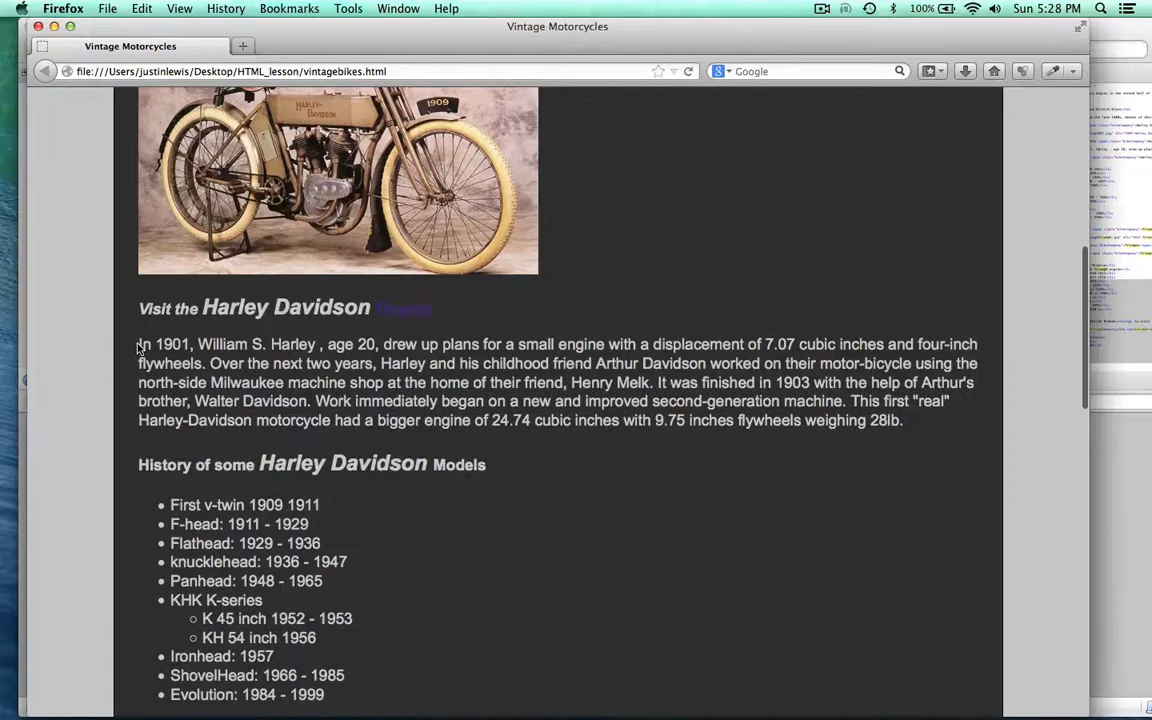 Firefox File Edit View History Bookmarks Tools Window Help 100% Sun 5:28 PM
Vintage Motorcycles
Vintage Motorcycles
file:///Users/justinlewis/Desktop/HTML_lesson/vintagebikes.html Google
HARLEY-DAVIDSON 1909
Visit the Harley Davidson
In 1901, William S. Harley , age 20, drew up plans for a small engine with a displacement of 7.07 cubic inches and four-inch
flywheels. Over the next two years, Harley and his childhood friend Arthur Davidson worked on their motor-bicycle using the
north-side Milwaukee machine shop at the home of their friend, Henry Melk. It was finished in 1903 with the help of Arthur's
brother, Walter Davidson. Work immediately began on a new and improved second-generation machine. This first "real"
Harley-Davidson motorcycle had a bigger engine of 24.74 cubic inches with 9.75 inches flywheels weighing 28lb.
History of some Harley Davidson Models
First v-twin 1909 1911
F-head: 1911 - 1929
Flathead: 1929 - 1936
knucklehead: 1936 - 1947
Panhead: 1948 - 1965
KHK K-series
K 45 inch 1952 - 1953
KH 54 inch 1956
Ironhead: 1957
ShovelHead: 1966 - 1985
Evolution: 1984 - 1999